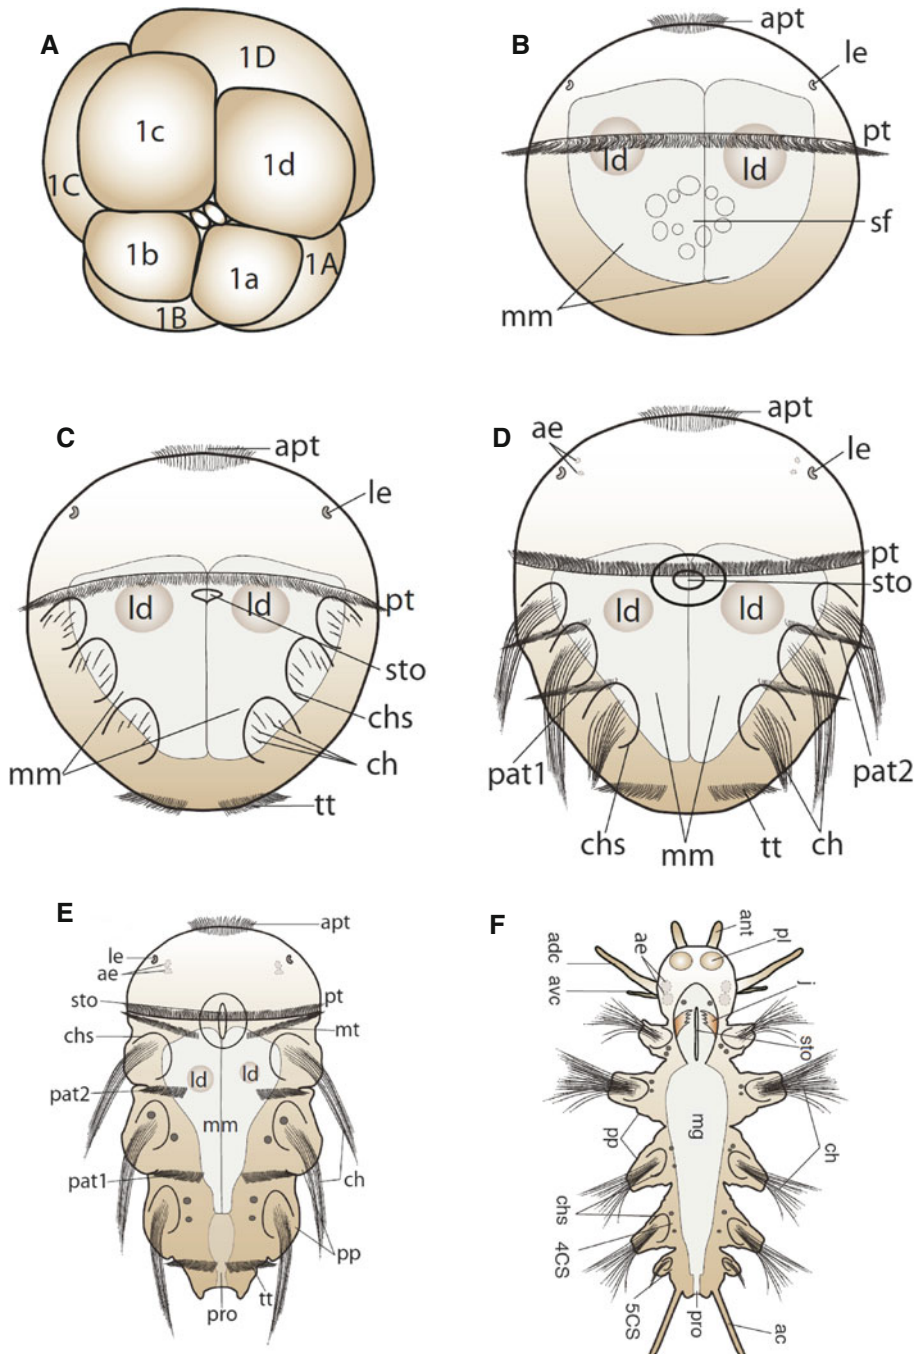 A
1D
1c
1d
1C
1b
1a
1A
1B
B
apt
le
pt
ld
ld
sf
mm
C
apt
le
pt
ld
ld
sto
chs
mm
ch
tt
D
apt
ae
le
pt
sto
ld
ld
pat1
pat2
chs
mm
tt
ch
E
apt
le
ae
sto
pt
chs
mt
ld
ld
pat2
mm
pat1
ch
pp
tt
pro
F
ant
adc
ae
pl
avc
j
sto
mg
pp
ch
chs
4CS
5CS
pro
ac